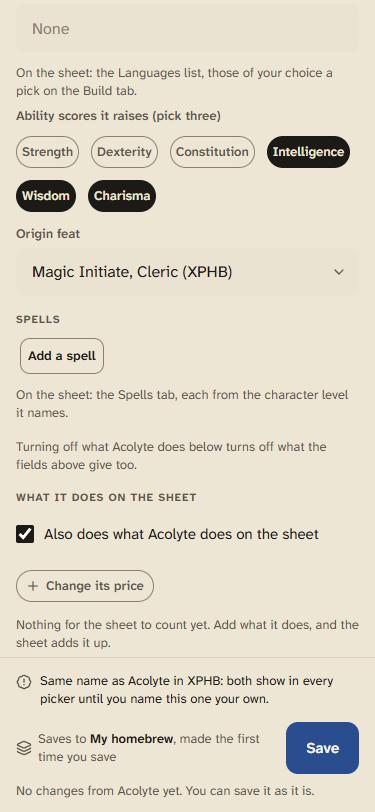 None
On the sheet: the Languages list, those of your choice a
pick on the Build tab.
Ability scores it raises (pick three)
Strength Dexterity Constitution Intelligence
Wisdom Charisma
Origin feat
Magic Initiate, Cleric (XPHB)
SPELLS
Add a spell
On the sheet: the Spells tab, each from the character level
it names.
Turning off what Acolyte does below turns off what the
fields above give too.
WHAT IT DOES ON THE SHEET
Also does what Acolyte does on the sheet
+ Change its price
Nothing for the sheet to count yet. Add what it does, and the
sheet adds it up.
Same name as Acolyte in XPHB: both show in every
picker until you name this one your own.
Saves to My homebrew, made the first
time you save
Save
No changes from Acolyte yet. You can save it as it is.